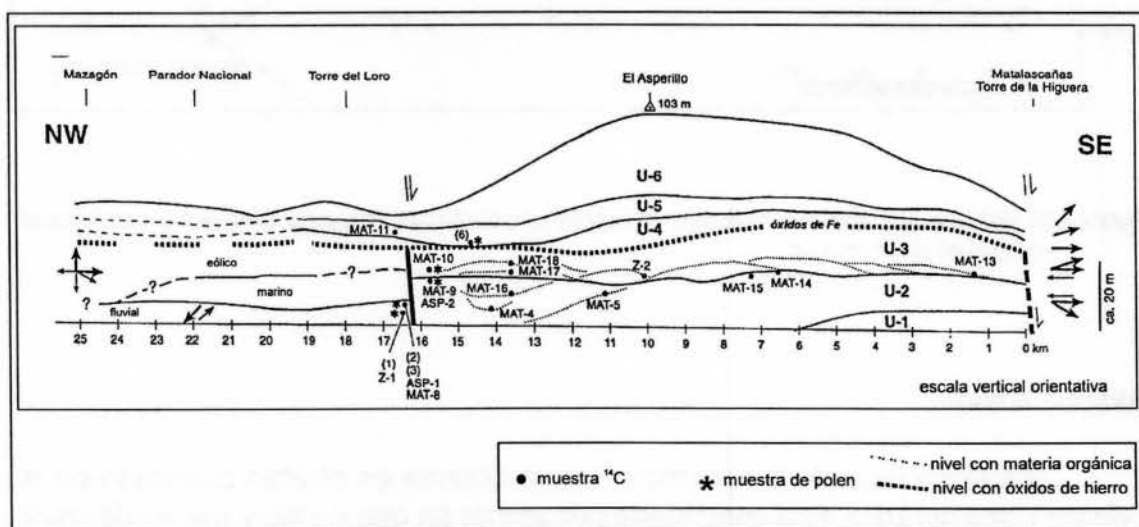 Mazagón Parador Nacional Torre del Loro El Asperillo Matalascañas
Torre de la Higuera
103 m
NW SE
U-6
U-5
U-4
MAT-11 (6) óxidos de Fe U-3
MAT-10 MAT-18 MAT-13
eólico MAT-17 Z-2
? MAT-9 MAT-16 MAT-15 MAT-14 U-2
marino ASP-2
? fluvial MAT-4 MAT-5
U-1
ca. 20 m
25 24 23 22 21 20 19 18 17 16 15 14 13 12 11 10 9 8 7 6 5 4 3 2 1 0 km
(1) (2)
Z-1 (3)
ASP-1
MAT-8
escala vertical orientativa
muestra ¹⁴C * muestra de polen nivel con materia orgánica
nivel con óxidos de hierro